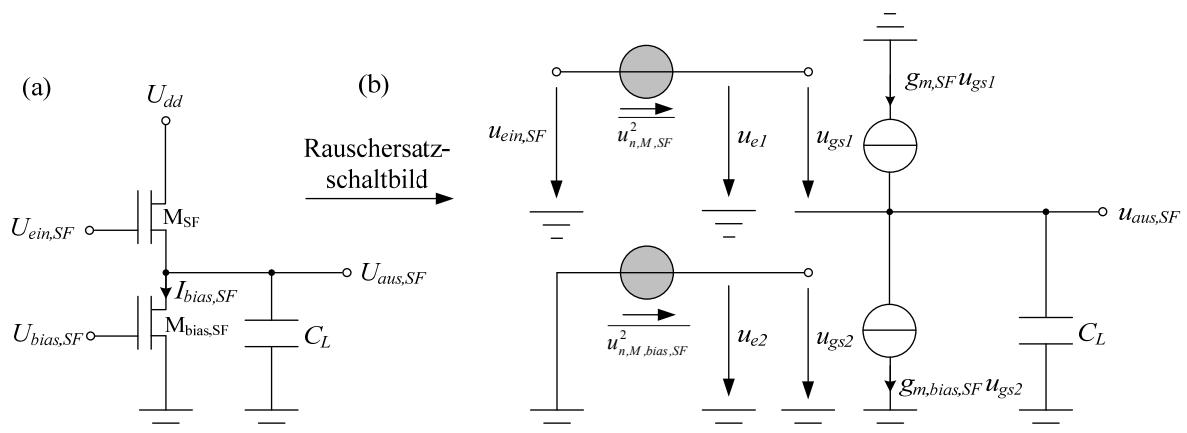 (a)
U_dd
M_SF
U_ein,SF
U_aus,SF
I_bias,SF
U_bias,SF
M_bias,SF
C_L
Rauschersatz-
schaltbild
(b)
g_m,SF u_gs1
u_ein,SF
u²_n,M,SF
u_e1
u_gs1
u_aus,SF
u²_n,M,bias,SF
u_e2
u_gs2
C_L
g_m,bias,SF u_gs2